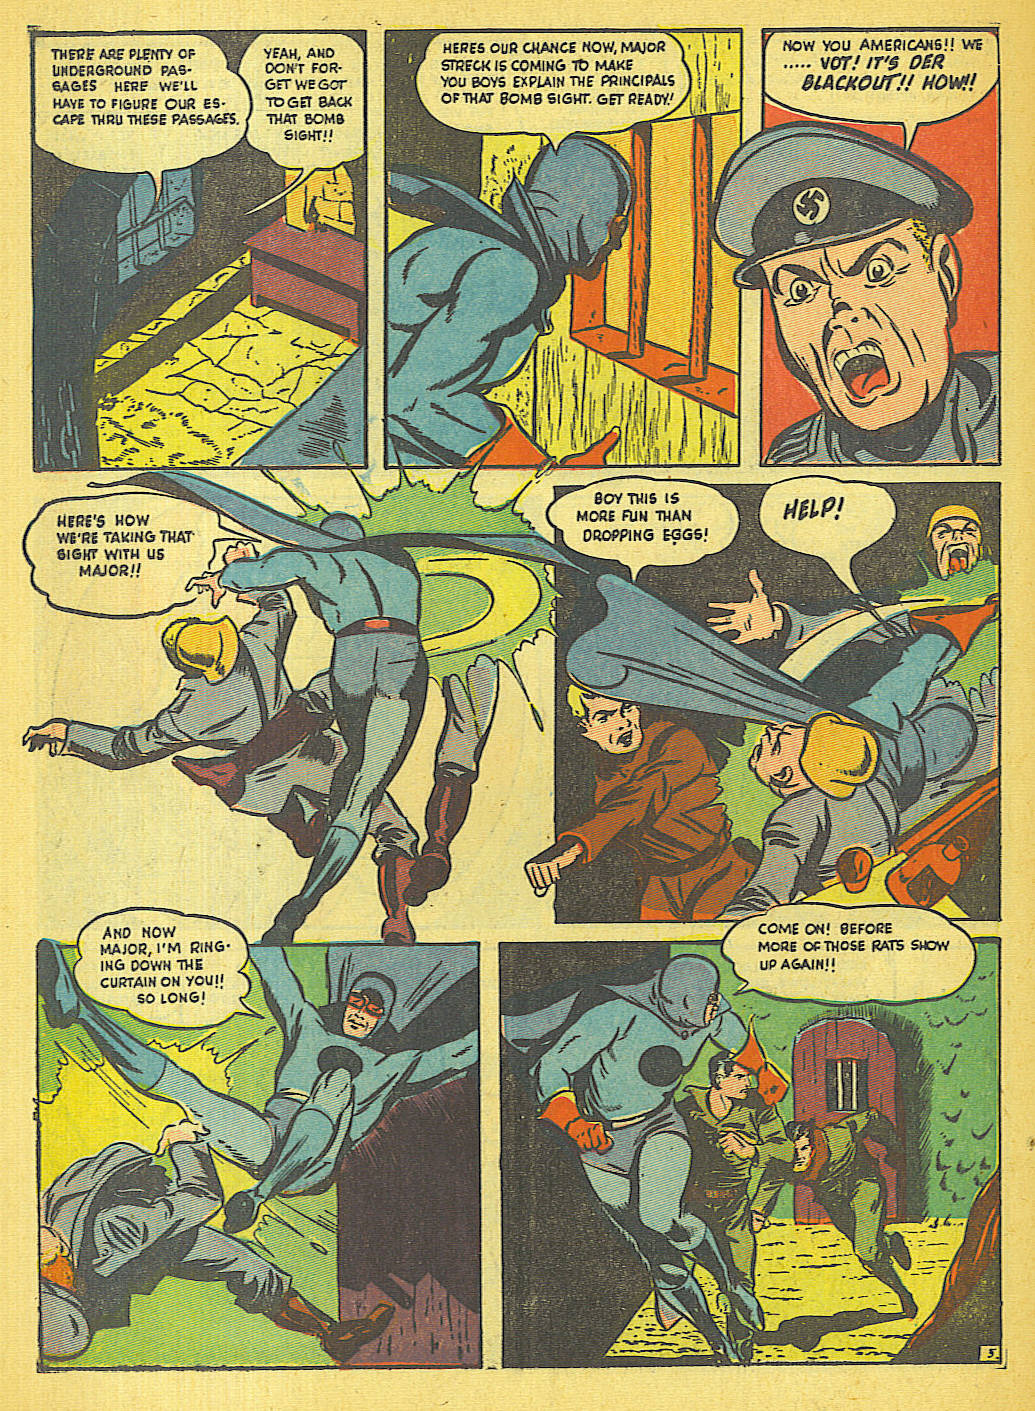 THERE ARE PLENTY OF
UNDERGROUND PAS-
SAGES HERE WE'LL
HAVE TO FIGURE OUR ES-
CAPE THRU THESE PASSAGES.
YEAH, AND
DON'T FOR-
GET WE GOT
TO GET BACK
THAT BOMB
SIGHT!!
HERES OUR CHANCE NOW, MAJOR
STRECK IS COMING TO MAKE
YOU BOYS EXPLAIN THE PRINCIPALS
OF THAT BOMB SIGHT. GET READY!
NOW YOU AMERICANS!! WE
..... VOT! IT'S DER
BLACKOUT!! HOW!!
HERE'S HOW
WE'RE TAKING THAT
SIGHT WITH US
MAJOR!!
BOY THIS IS
MORE FUN THAN
DROPPING EGGS!
HELP!
AND NOW
MAJOR, I'M RING-
ING DOWN THE
CURTAIN ON YOU!!
SO LONG!
COME ON! BEFORE
MORE OF THOSE RATS SHOW
UP AGAIN!!
5